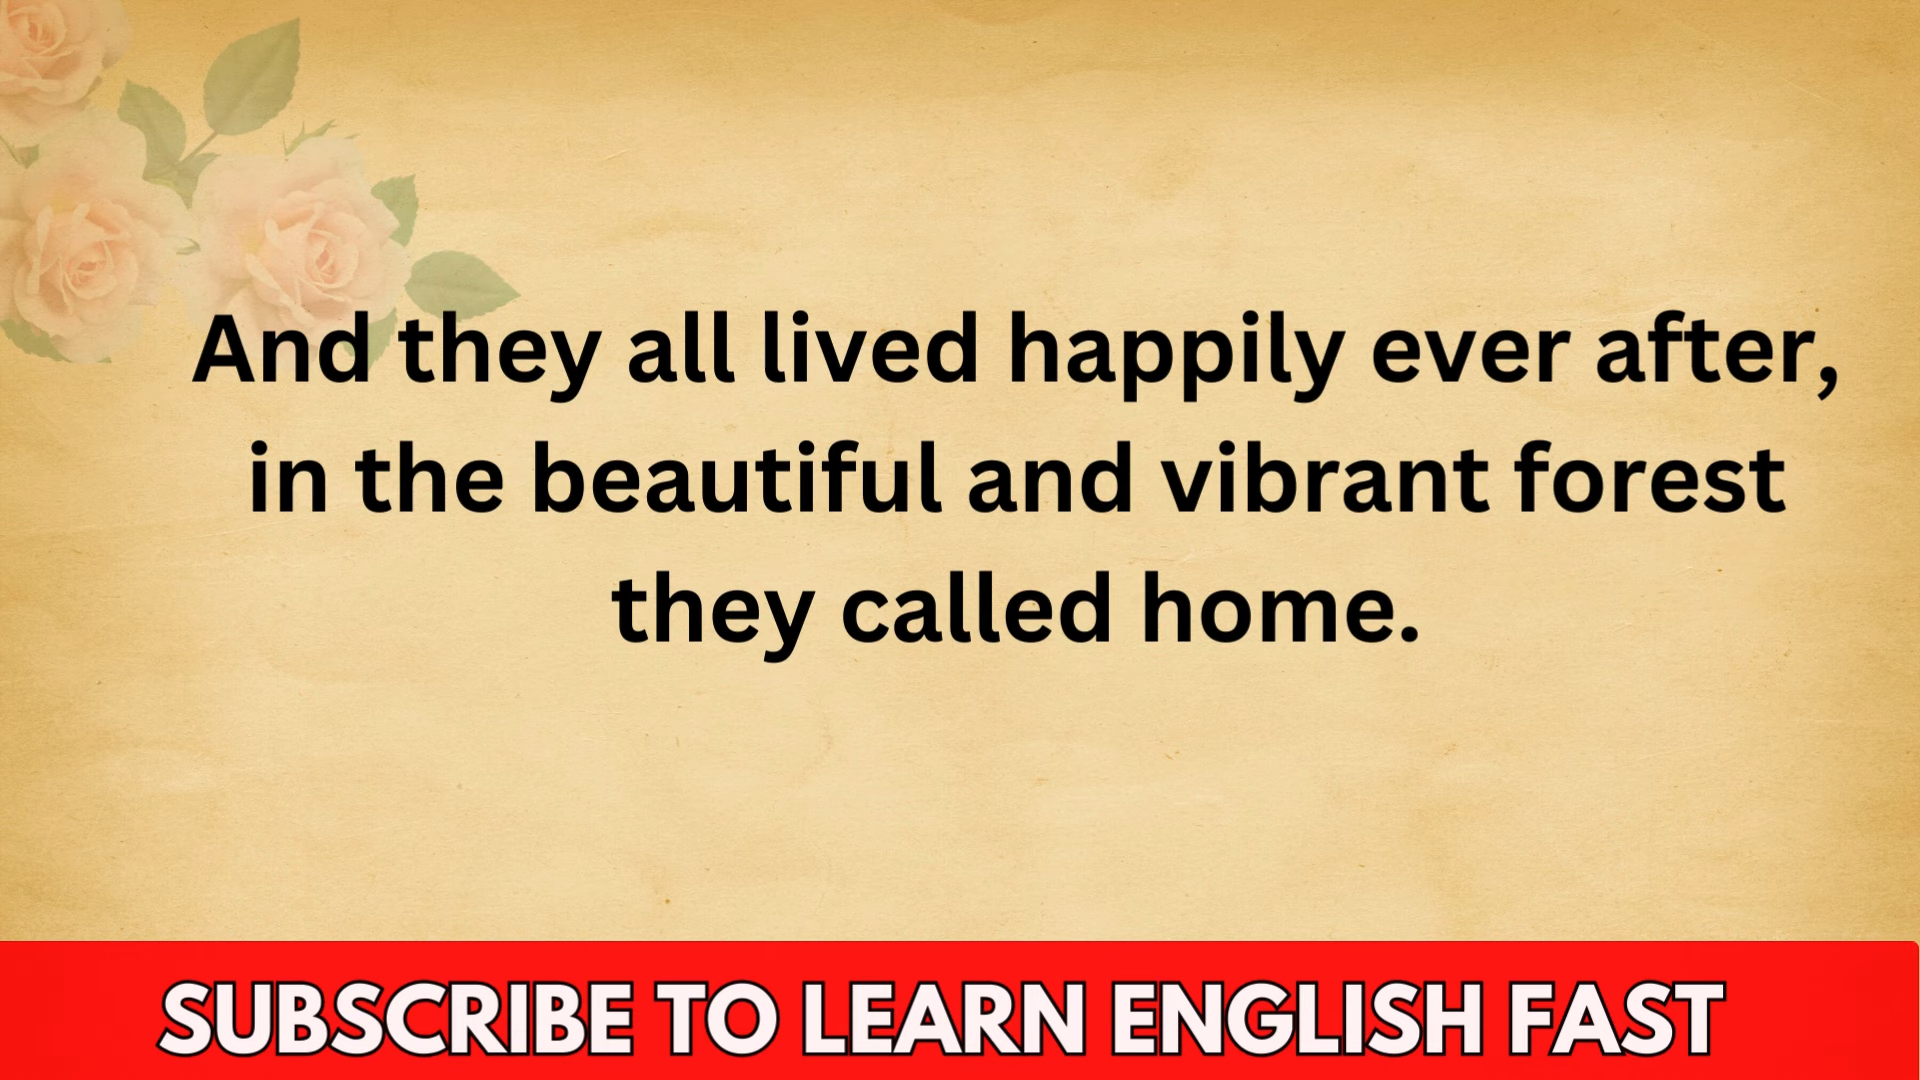 And they all lived happily ever after,
in the beautiful and vibrant forest
they called home.
SUBSCRIBE TO LEARN ENGLISH FAST